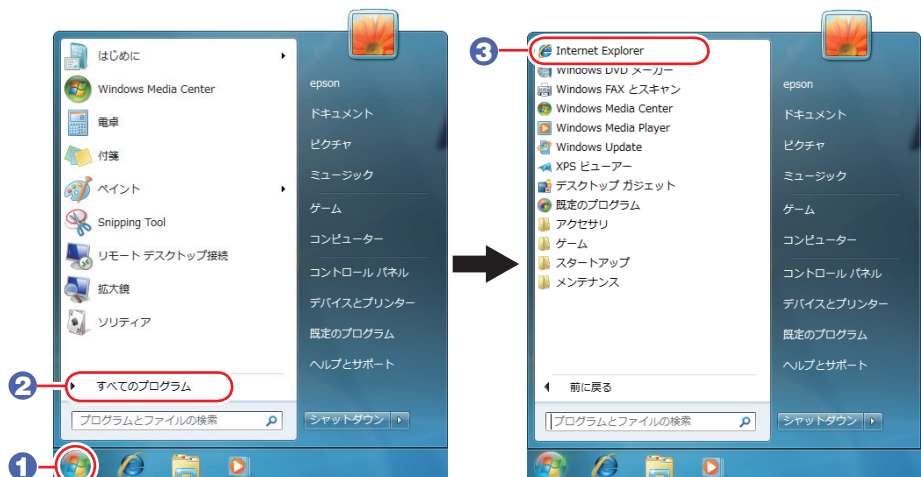 はじめに
Windows Media Center
電卓
付箋
ペイント
Snipping Tool
リモート デスクトップ接続
拡大鏡
ソリティア
すべてのプログラム
プログラムとファイルの検索
epson
ドキュメント
ピクチャ
ミュージック
ゲーム
コンピューター
コントロール パネル
デバイスとプリンター
既定のプログラム
ヘルプとサポート
シャットダウン
2
1
3
Internet Explorer
Windows DVD メーカー
Windows FAX とスキャン
Windows Media Center
Windows Media Player
Windows Update
XPS ビューアー
デスクトップ ガジェット
既定のプログラム
アクセサリ
ゲーム
スタートアップ
メンテナンス
前に戻る
プログラムとファイルの検索
epson
ドキュメント
ピクチャ
ミュージック
ゲーム
コンピューター
コントロール パネル
デバイスとプリンター
既定のプログラム
ヘルプとサポート
シャットダウン